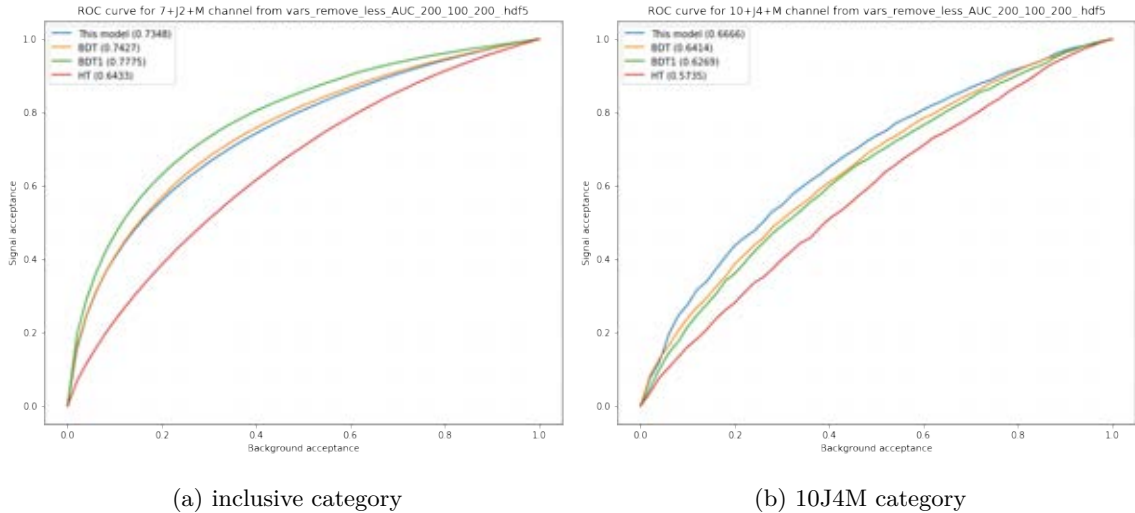 ROC curve for 7+J2+M channel from vars_remove_less_AUC_200_100_200_ hdf5
This model (0.7348)
BDT (0.7427)
BDT1 (0.7775)
HT (0.6433)
1.0
0.8
0.6
0.4
0.2
0.0
Signal acceptance
0.0 0.2 0.4 0.6 0.8 1.0
Background acceptance
(a) inclusive category
ROC curve for 10+J4+M channel from vars_remove_less_AUC_200_100_200_ hdf5
This model (0.6666)
BDT (0.6414)
BDT1 (0.6269)
HT (0.5735)
1.0
0.8
0.6
0.4
0.2
0.0
Signal acceptance
0.0 0.2 0.4 0.6 0.8 1.0
Background acceptance
(b) 10J4M category